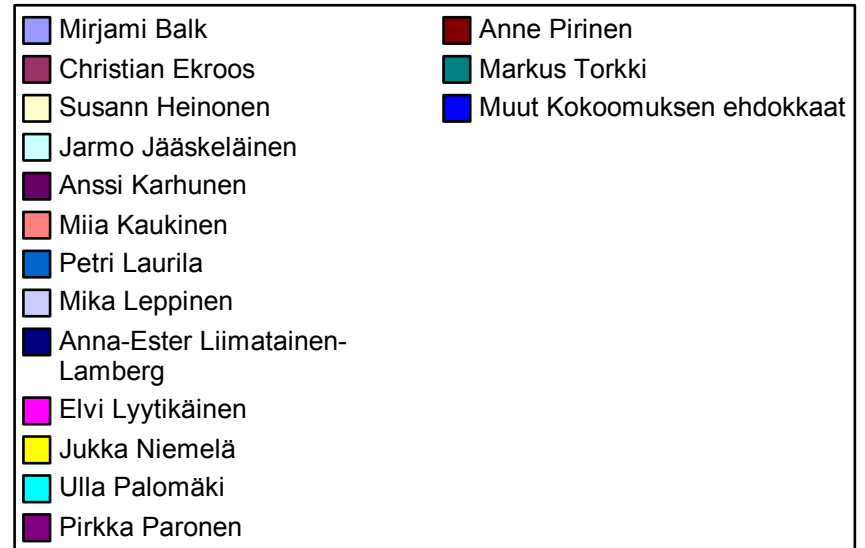 Mirjami Balk
Christian Ekroos
Susann Heinonen
Jarmo Jääskeläinen
Anssi Karhunen
Miia Kaukinen
Petri Laurila
Mika Leppinen
Anna-Ester Liimatainen-
Lamberg
Elvi Lyytikäinen
Jukka Niemelä
Ulla Palomäki
Pirkka Paronen
Anne Pirinen
Markus Torkki
Muut Kokoomuksen ehdokkaat